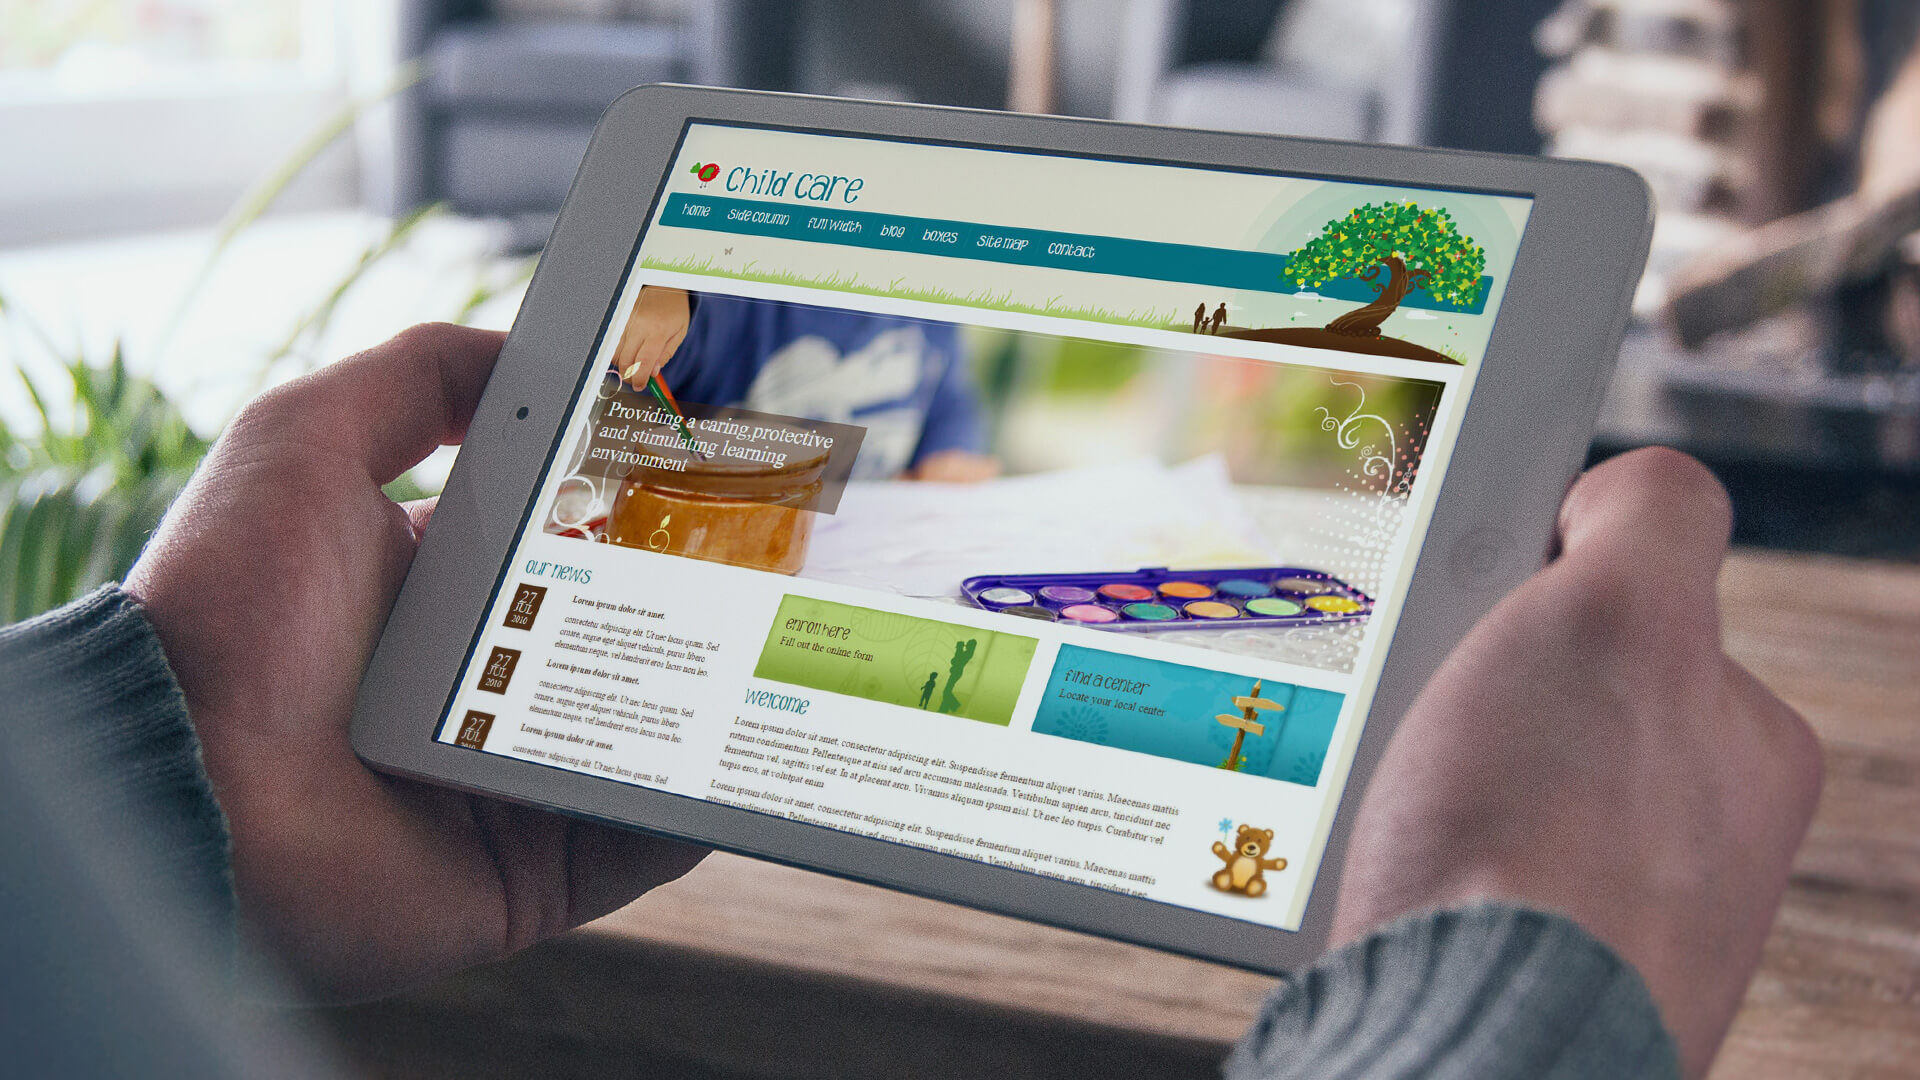 Child care
home side column full width blog boxes site map contact
Providing a caring,protective
and stimulating learning
environment
our news
27
JUL
2010
Lorem ipsum dolor sit amet.
consectetur adipiscing elit. Ut nec lacus quam. Sed
ornare, augue eget aliquet vehicula, purus libero
elementum neque, vel hendrerit eros lacus non leo.
27
JUL
2010
Lorem ipsum dolor sit amet.
consectetur adipiscing elit. Ut nec lacus quam. Sed
ornare, augue eget aliquet vehicula, purus libero
elementum neque, vel hendrerit eros lacus non leo.
27
JUL
2010
Lorem ipsum dolor sit amet.
consectetur adipiscing elit. Ut nec lacus quam. Sed
enroll here
Fill out the online form
find a center
Locate your local center
welcome
Lorem ipsum dolor sit amet, consectetur adipiscing elit. Suspendisse fermentum aliquet varius. Maecenas mattis
rutrum condimentum. Pellentesque at nisi sed arcu accumsan malesuada. Vestibulum sapien arcu, tincidunt nec
fermentum vel, sagittis vel est. In at placerat arcu. Vivamus aliquam ipsum nisl. Ut nec leo turpis. Curabitur vel
turpis eros, at volutpat enim
Lorem ipsum dolor sit amet, consectetur adipiscing elit. Suspendisse fermentum aliquet varius. Maecenas mattis
rutrum condimentum. Pellentesque at nisi sed arcu accumsan malesuada. Vestibulum sapien arcu, tincidunt nec